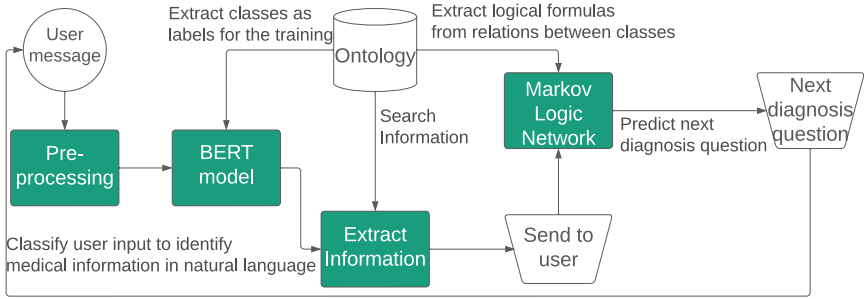 User
message
Extract classes as
labels for the training
Ontology
Extract logical formulas
from relations between classes
Markov
Logic
Network
Next
diagnosis
question
Search
Information
Predict next
diagnosis question
Pre-
processing
BERT
model
Classify user input to identify
medical information in natural language
Extract
Information
Send to
user